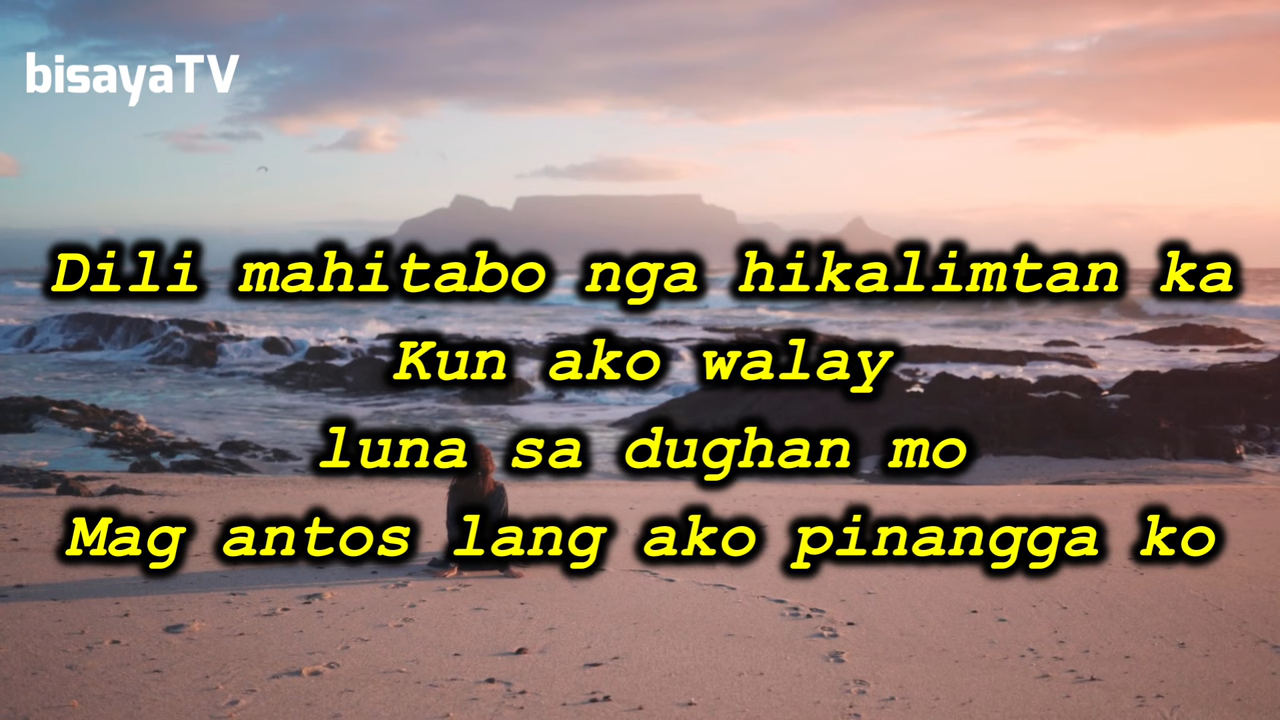 bisayaTV
Dili mahitabo nga hikalimtan ka
Kun ako walay
luna sa dughan mo
Mag antos lang ako pinangga ko